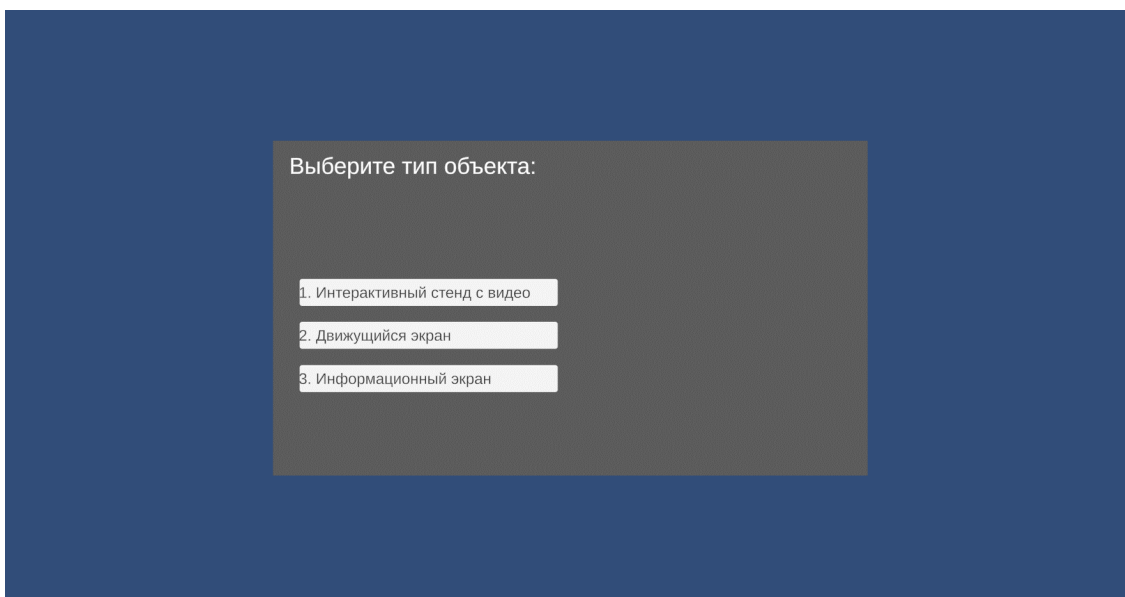 Выберите тип объекта:
1. Интерактивный стенд с видео
2. Движущийся экран
3. Информационный экран